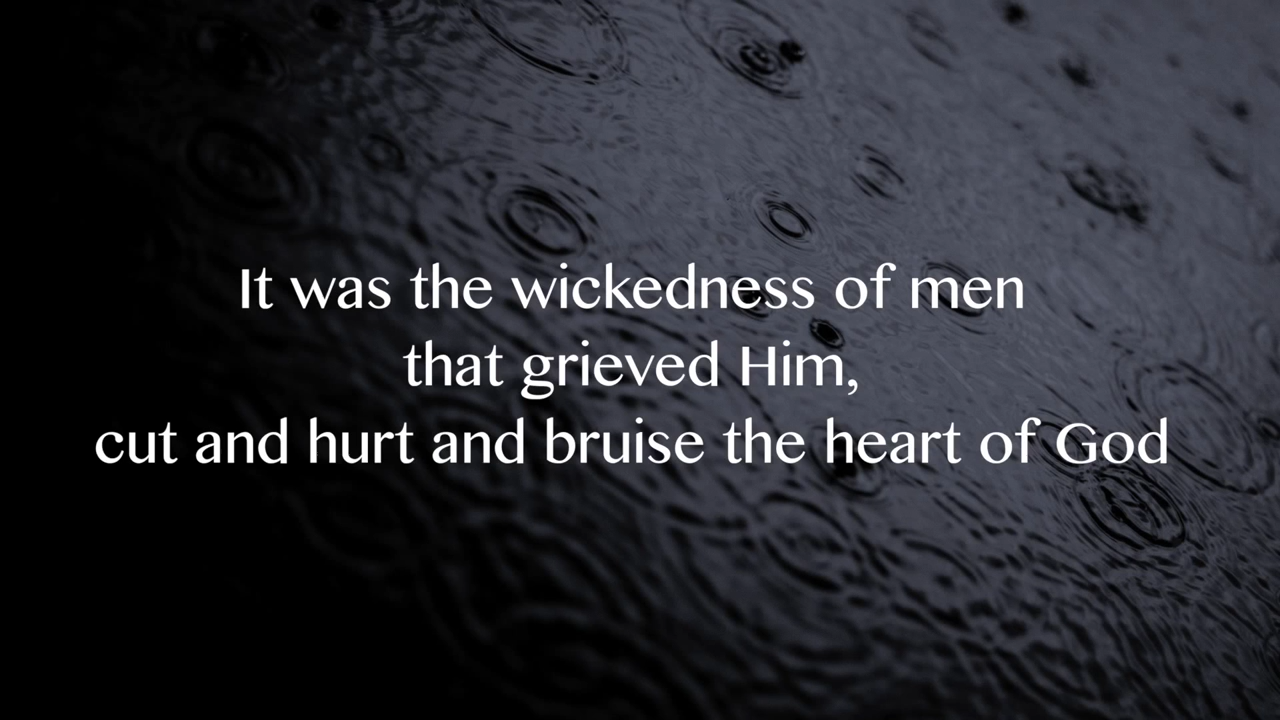 It was the wickedness of men
that grieved Him,
cut and hurt and bruise the heart of God